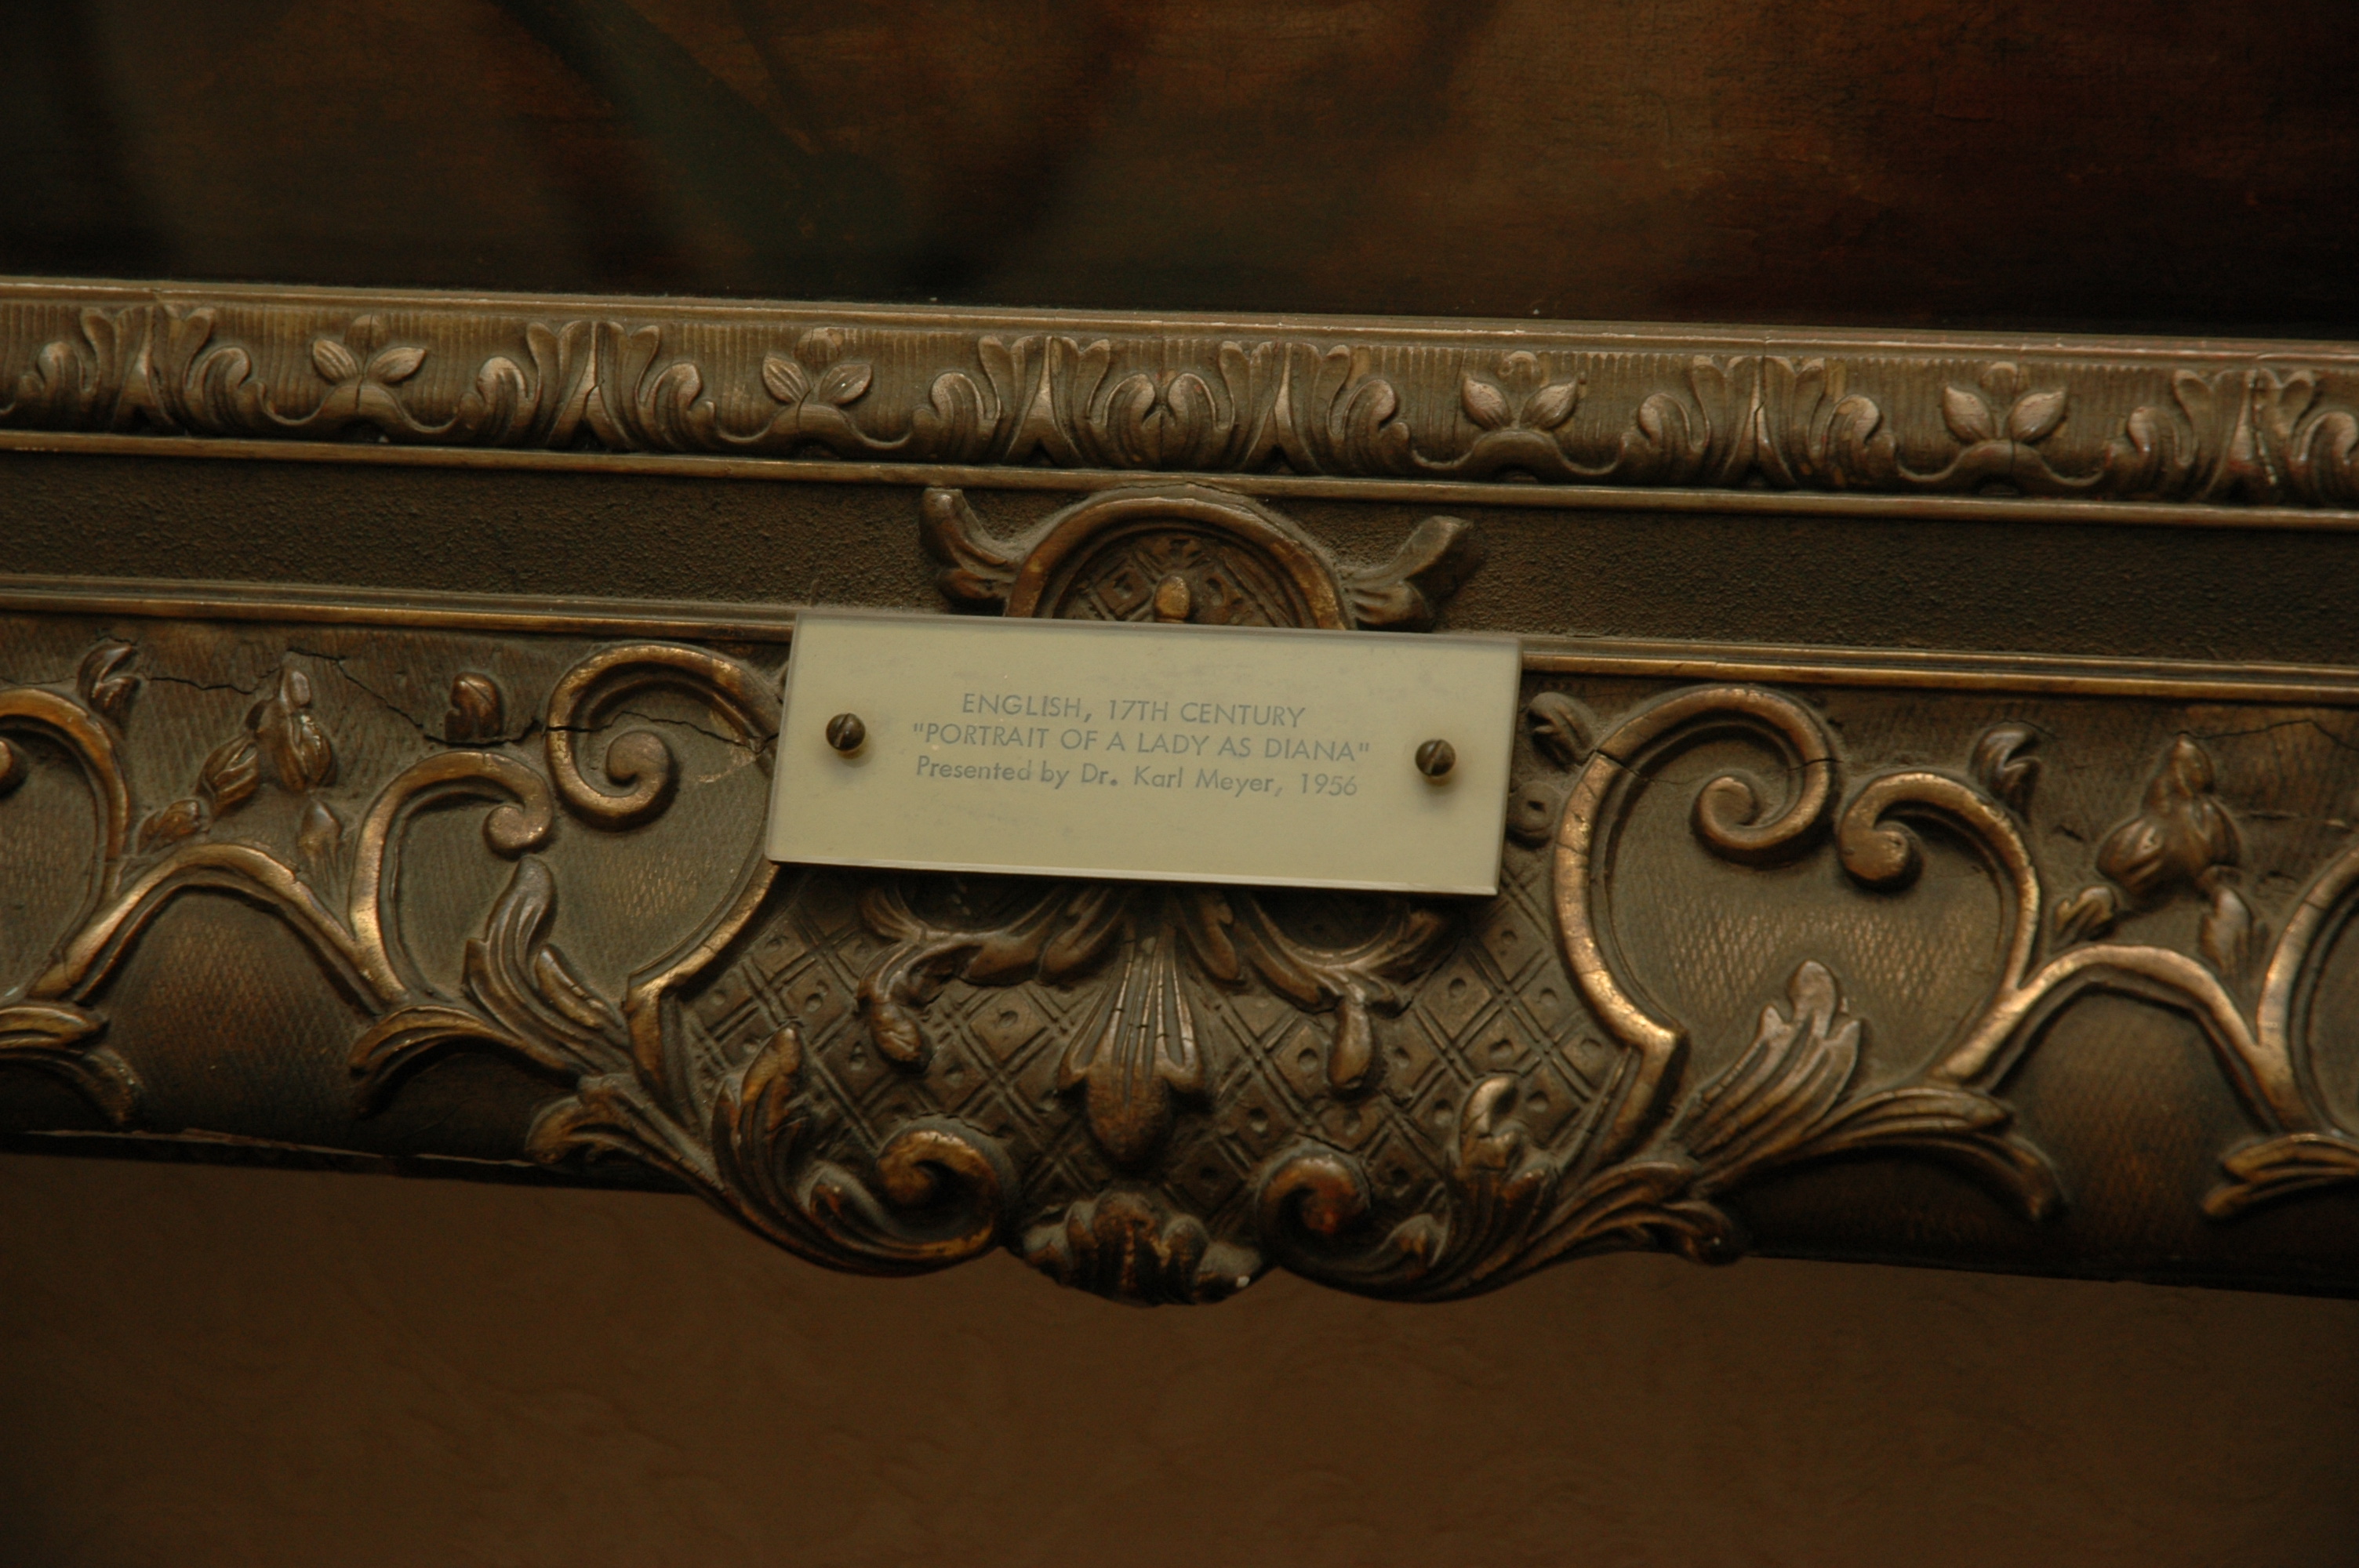 ENGLISH, 17TH CENTURY
"PORTRAIT OF A LADY AS DIANA"
Presented by Dr. Karl Meyer, 1956